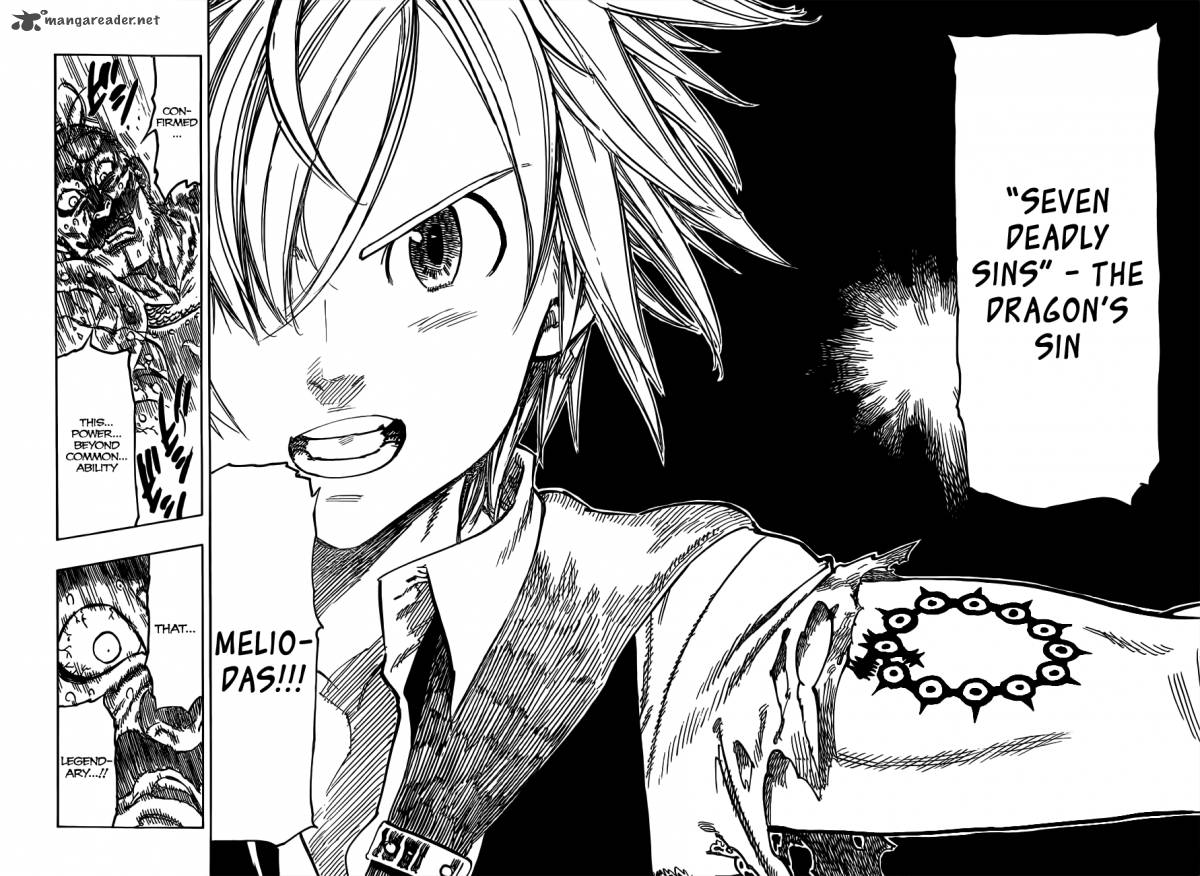 mangareader.net
"SEVEN
DEADLY
SINS" - THE
DRAGON'S
SIN
MELIO-
DAS!!!
CON-
FIRMED
...
THIS...
POWER...
BEYOND
COMMON...
ABILITY
THAT...
LEGEND-
ARY...!!